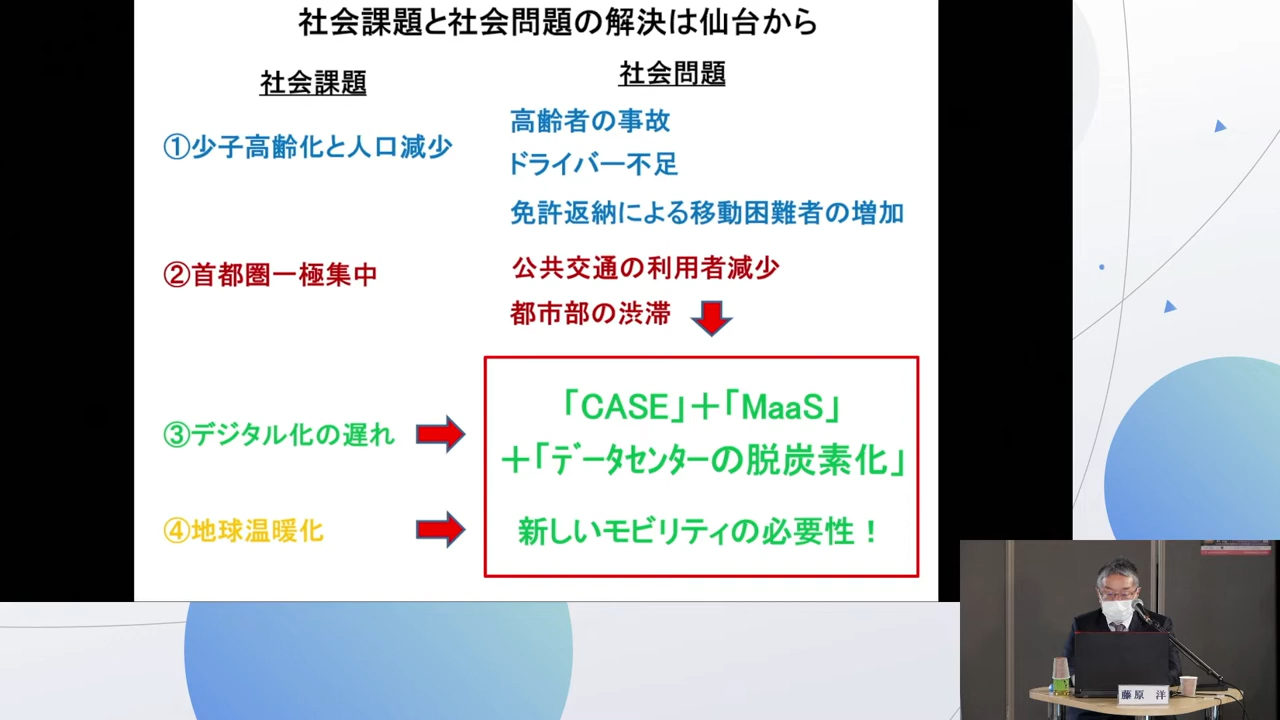 社会課題と社会問題の解決は仙台から
社会課題
社会問題
①少子高齢化と人口減少
高齢者の事故
ドライバー不足
免許返納による移動困難者の増加
②首都圏一極集中
公共交通の利用者減少
都市部の渋滞
③デジタル化の遅れ
「CASE」＋「MaaS」
＋「ﾃﾞｰﾀｾﾝﾀｰの脱炭素化」
④地球温暖化
新しいモビリティの必要性！
藤原 洋